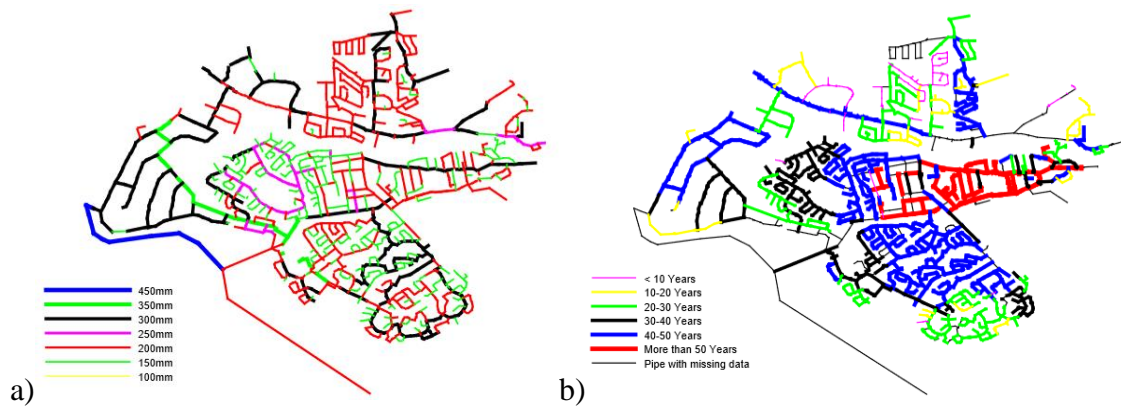 450mm
350mm
300mm
250mm
200mm
150mm
100mm
a)
< 10 Years
10-20 Years
20-30 Years
30-40 Years
40-50 Years
More than 50 Years
Pipe with missing data
b)